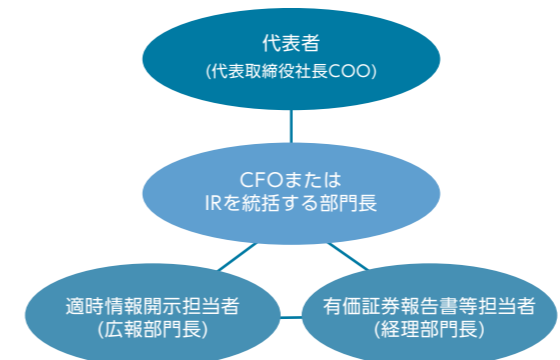 代表者
(代表取締役社長COO)
CFOまたは
IRを統括する部門長
適時情報開示担当者
(広報部門長)
有価証券報告書等担当者
(経理部門長)